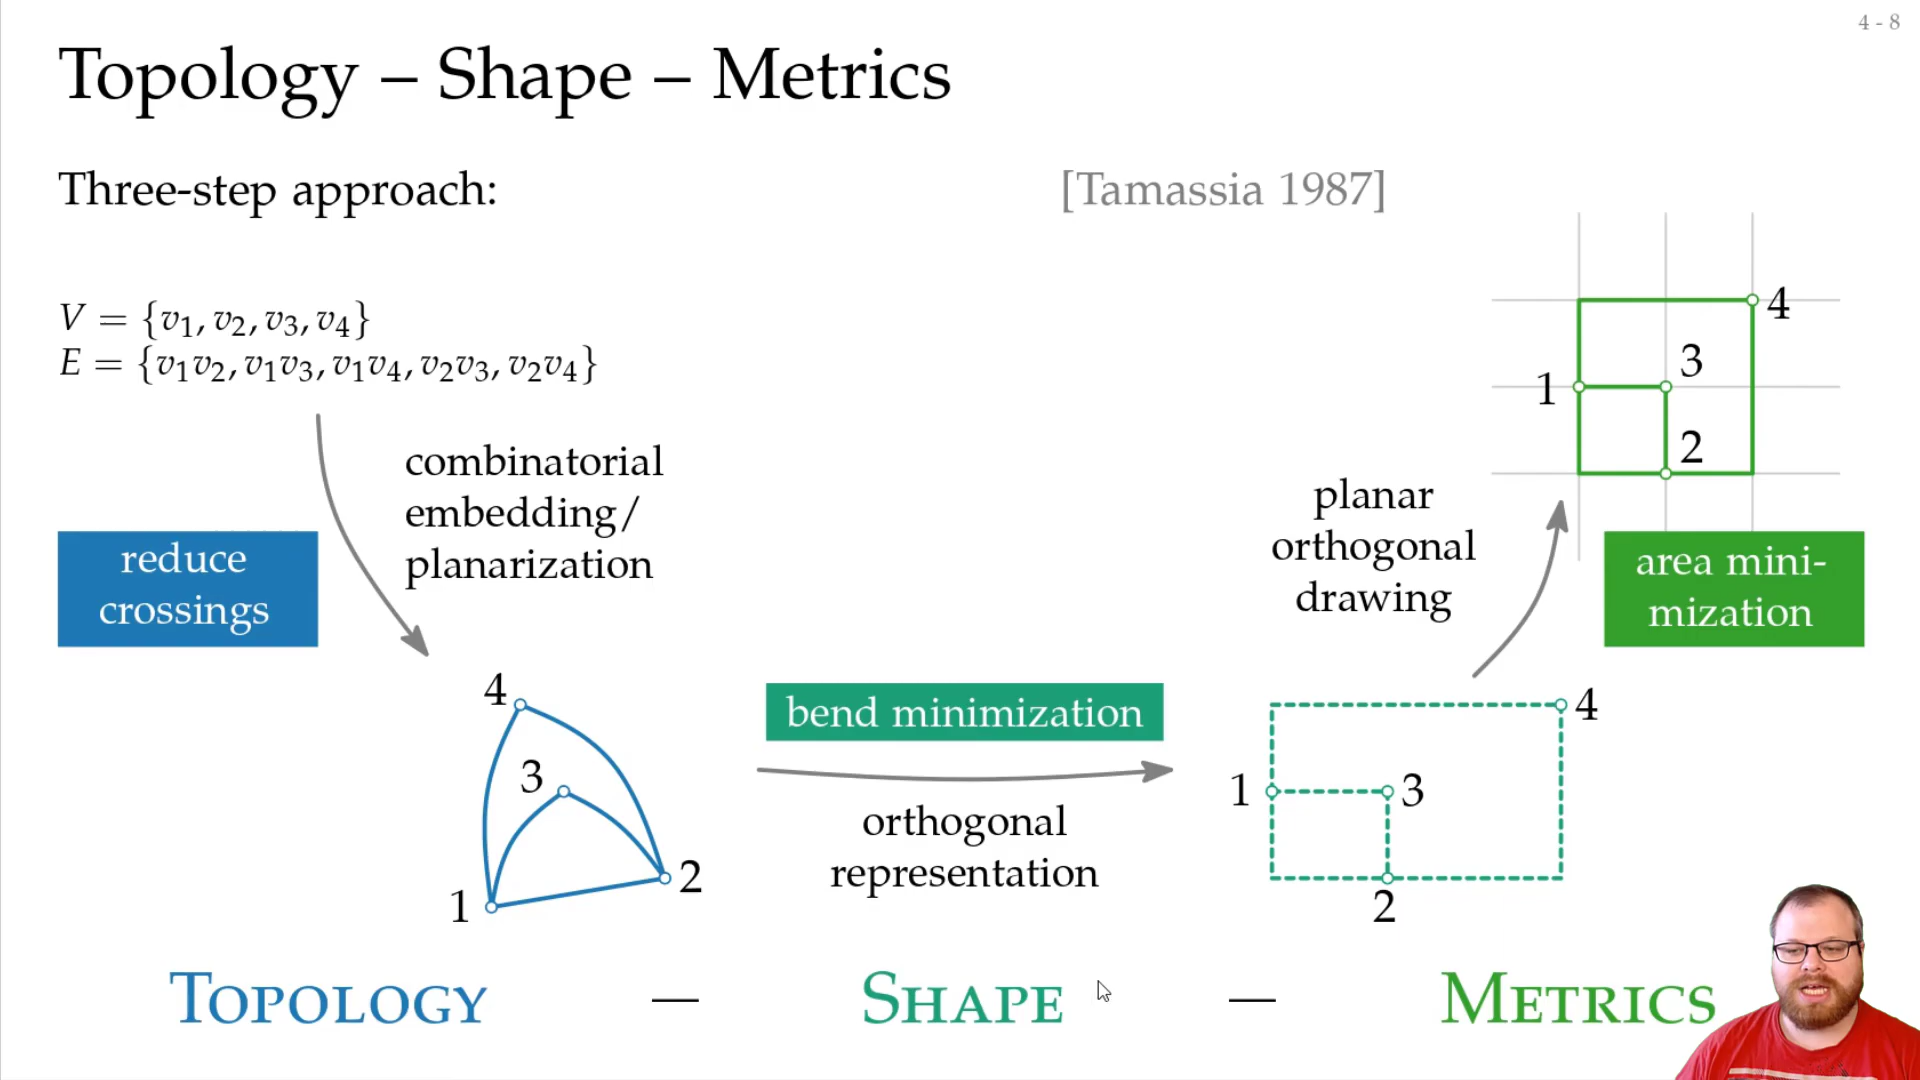 4 - 8
Topology – Shape – Metrics
Three-step approach:
[Tamassia 1987]
V = {v₁, v₂, v₃, v₄}
E = {v₁v₂, v₁v₃, v₁v₄, v₂v₃, v₂v₄}
combinatorial
embedding/
planarization
reduce
crossings
4
3
2
1
bend minimization
orthogonal
representation
4
1
3
2
planar
orthogonal
drawing
4
3
1
2
area mini-
mization
TOPOLOGY — SHAPE — METRICS